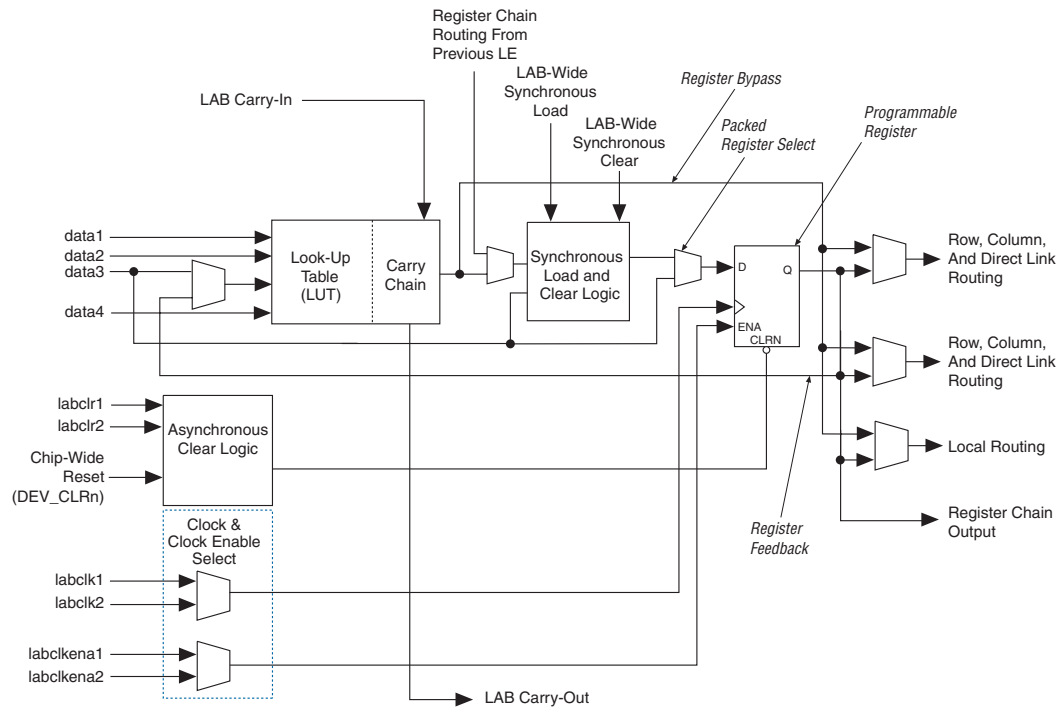 Register Chain
Routing From
Previous LE
LAB-Wide
Synchronous
Load
Register Bypass
LAB Carry-In
LAB-Wide
Synchronous
Clear
Packed
Register Select
Programmable
Register
data1
data2
data3
data4
Look-Up
Table
(LUT)
Carry
Chain
Synchronous
Load and
Clear Logic
D
Q
ENA
CLRN
Row, Column,
And Direct Link
Routing
Row, Column,
And Direct Link
Routing
Local Routing
Register Chain
Output
Register
Feedback
labclr1
labclr2
Chip-Wide
Reset
(DEV_CLRn)
Asynchronous
Clear Logic
Clock &
Clock Enable
Select
labclk1
labclk2
labclkena1
labclkena2
LAB Carry-Out